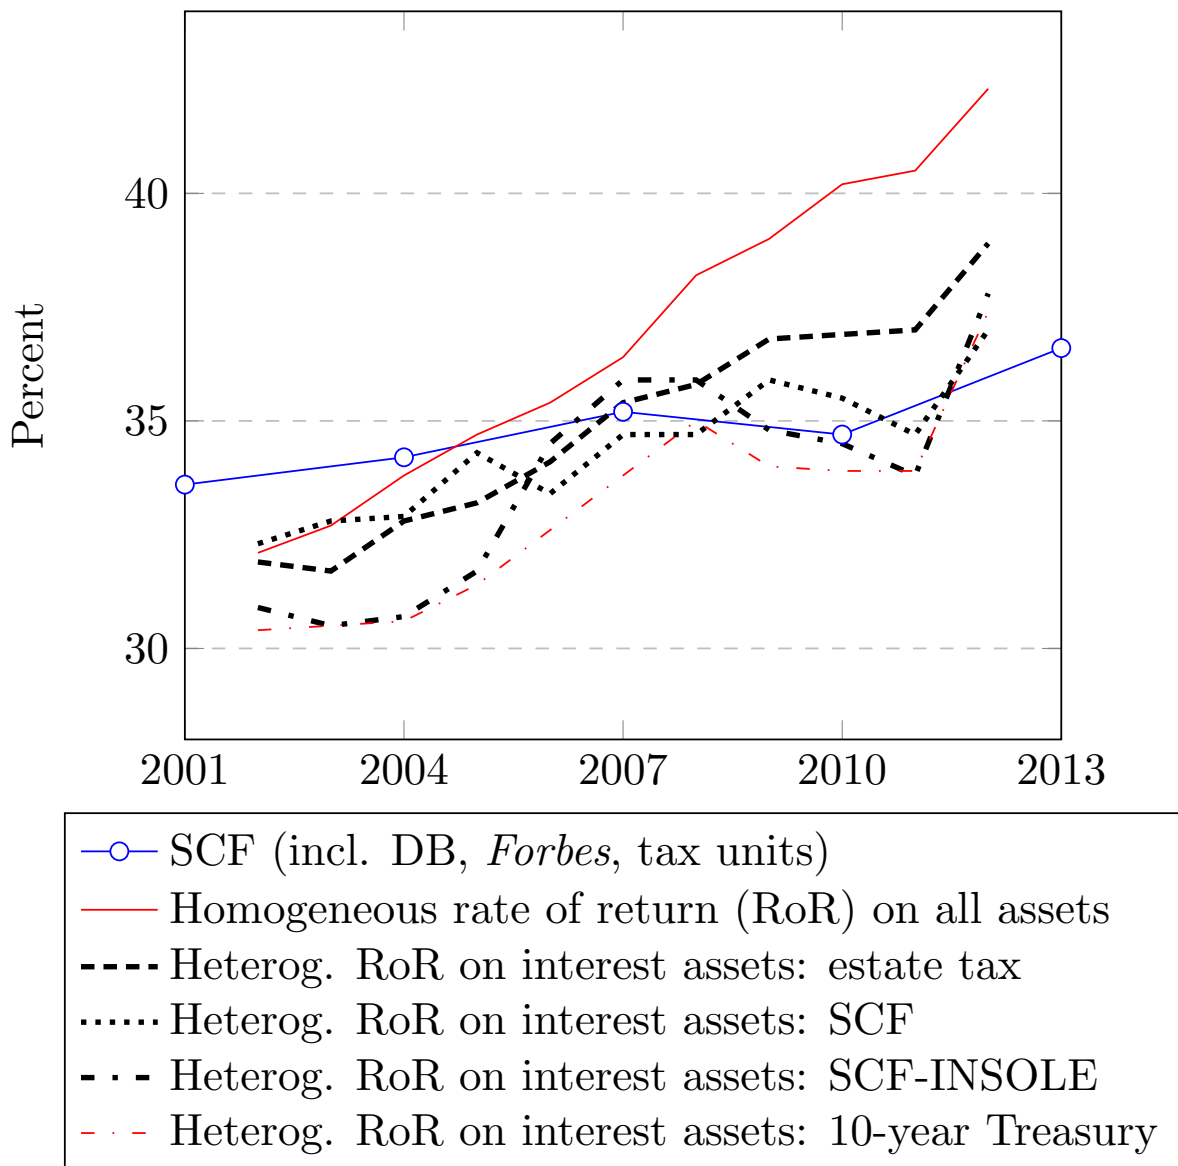 40
35
30
Percent
2001 2004 2007 2010 2013
SCF (incl. DB, Forbes, tax units)
Homogeneous rate of return (RoR) on all assets
Heterog. RoR on interest assets: estate tax
Heterog. RoR on interest assets: SCF
Heterog. RoR on interest assets: SCF-INSOLE
Heterog. RoR on interest assets: 10-year Treasury